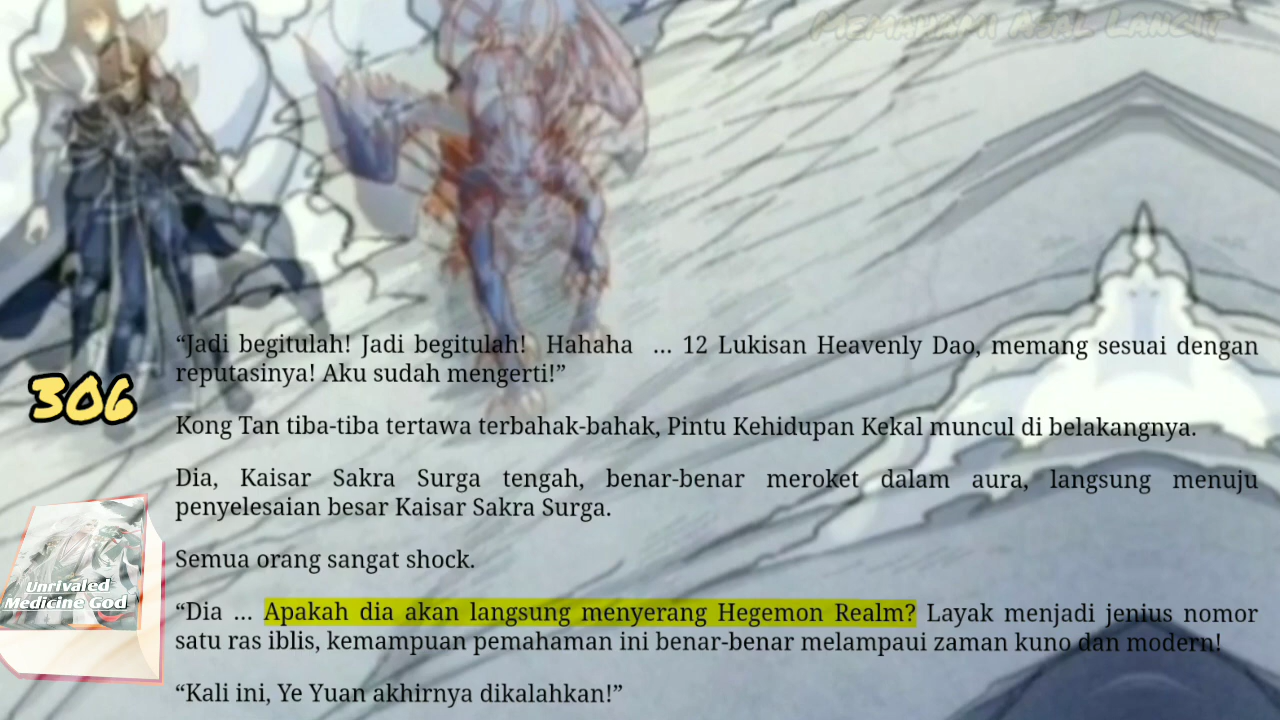 Memahami Asal Langit
“Jadi begitulah! Jadi begitulah! Hahaha ... 12 Lukisan Heavenly Dao, memang sesuai dengan
reputasinya! Aku sudah mengerti!”
306
Kong Tan tiba-tiba tertawa terbahak-bahak, Pintu Kehidupan Kekal muncul di belakangnya.
Dia, Kaisar Sakra Surga tengah, benar-benar meroket dalam aura, langsung menuju
penyelesaian besar Kaisar Sakra Surga.
Semua orang sangat shock.
Unrivaled
Medicine God
“Dia ... Apakah dia akan langsung menyerang Hegemon Realm? Layak menjadi jenius nomor
satu ras iblis, kemampuan pemahaman ini benar-benar melampaui zaman kuno dan modern!
“Kali ini, Ye Yuan akhirnya dikalahkan!”